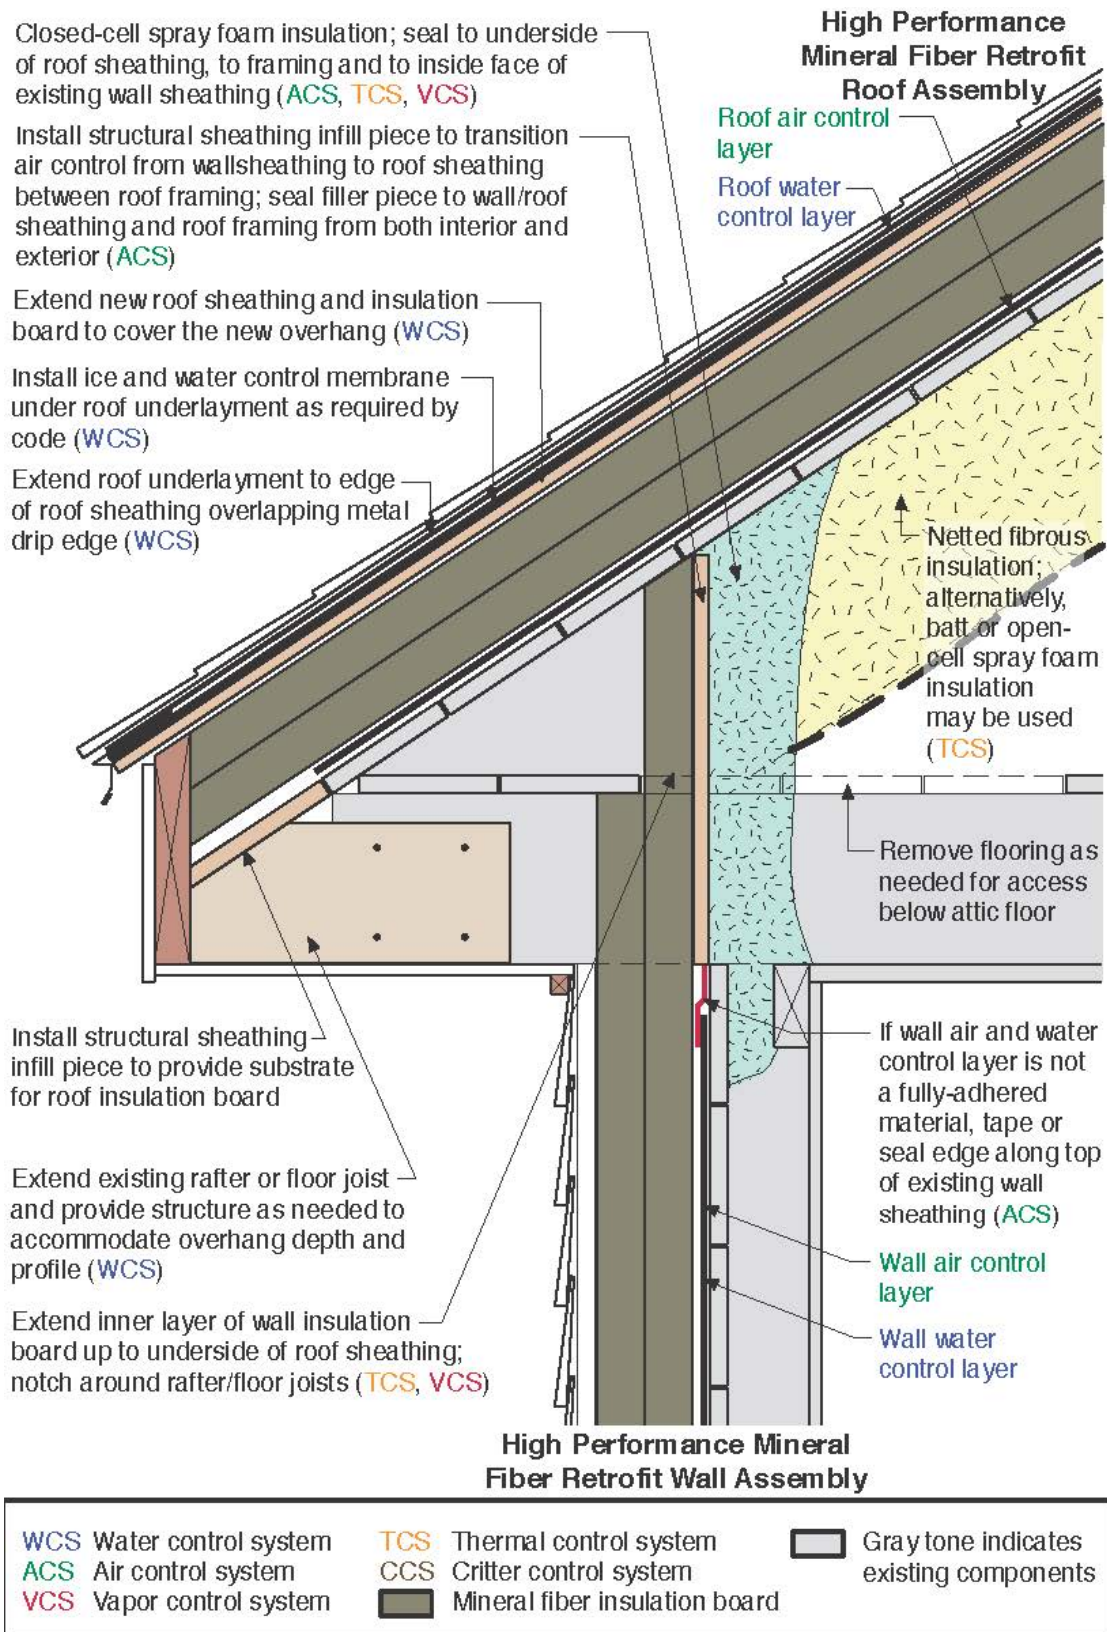 High Performance
Mineral Fiber Retrofit
Roof Assembly
Closed-cell spray foam insulation; seal to underside
of roof sheathing, to framing and to inside face of
existing wall sheathing (ACS, TCS, VCS)
Install structural sheathing infill piece to transition
air control from wallsheathing to roof sheathing
between roof framing; seal filler piece to wall/roof
sheathing and roof framing from both interior and
exterior (ACS)
Extend new roof sheathing and insulation
board to cover the new overhang (WCS)
Install ice and water control membrane
under roof underlayment as required by
code (WCS)
Extend roof underlayment to edge
of roof sheathing overlapping metal
drip edge (WCS)
Roof air control
layer
Roof water
control layer
Netted fibrous
insulation;
alternatively,
batt or open-
cell spray foam
insulation
may be used
(TCS)
Remove flooring as
needed for access
below attic floor
Install structural sheathing
infill piece to provide substrate
for roof insulation board
Extend existing rafter or floor joist
and provide structure as needed to
accommodate overhang depth and
profile (WCS)
Extend inner layer of wall insulation
board up to underside of roof sheathing;
notch around rafter/floor joists (TCS, VCS)
If wall air and water
control layer is not
a fully-adhered
material, tape or
seal edge along top
of existing wall
sheathing (ACS)
Wall air control
layer
Wall water
control layer
High Performance Mineral
Fiber Retrofit Wall Assembly
WCS Water control system
ACS Air control system
VCS Vapor control system
TCS Thermal control system
CCS Critter control system
Mineral fiber insulation board
Gray tone indicates
existing components